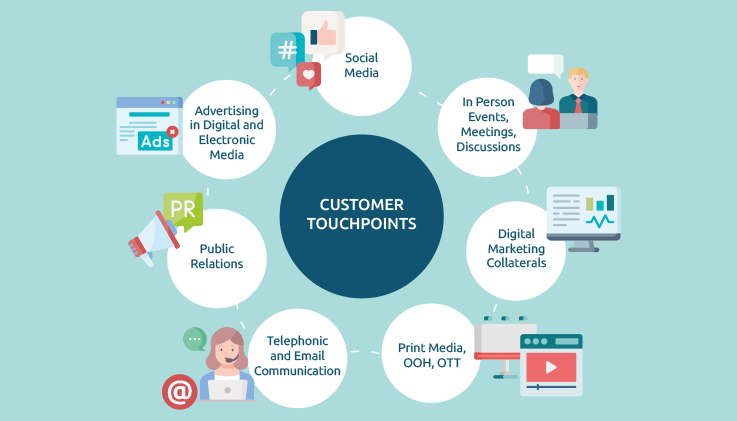 CUSTOMER
TOUCHPOINTS
#
Social
Media
In Person
Events,
Meetings,
Discussions
Digital
Marketing
Collaterals
Print Media,
OOH, OTT
Telephonic
and Email
Communication
@
PR
Public
Relations
Advertising
in Digital and
Electronic
Media
Ads